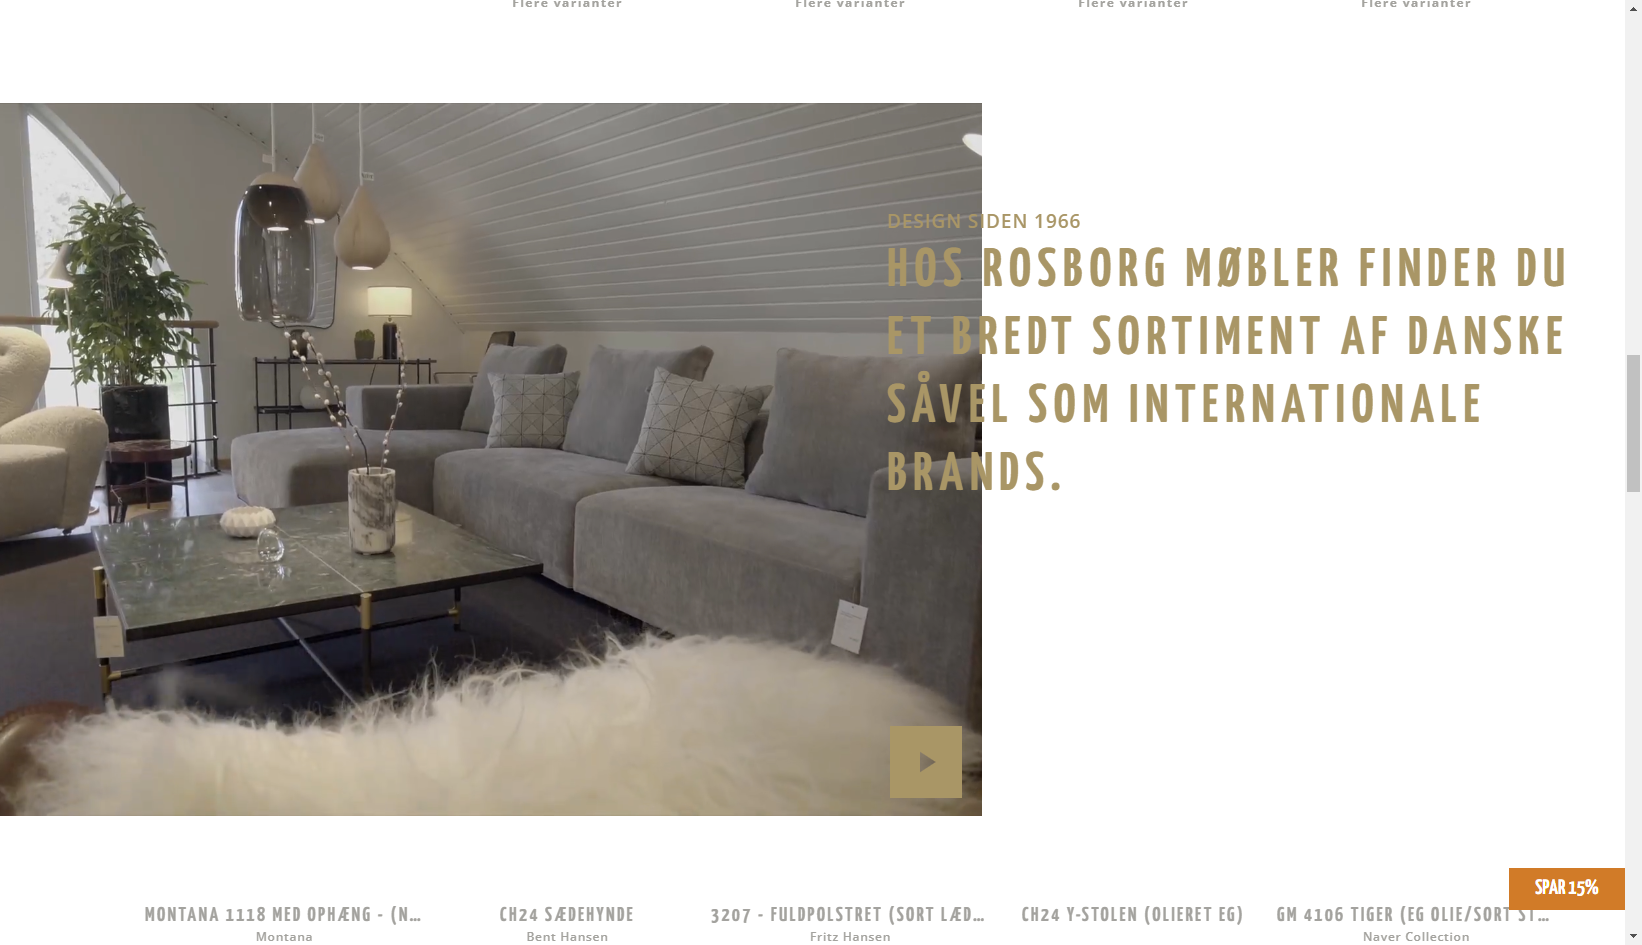 Flere varianter Flere varianter Flere varianter Flere varianter
DESIGN SIDEN 1966
HOS ROSBORG MØBLER FINDER DU
ET BREDT SORTIMENT AF DANSKE
SÅVEL SOM INTERNATIONALE
BRANDS.
SPAR 15%
MONTANA 1118 MED OPHÆNG - (N... CH24 SÆDEHYNDE 3207 - FULDPOLSTRET (SORT LÆD... CH24 Y-STOLEN (OLIERET EG) GM 4106 TIGER (EG OLIE/SORT ST...
Montana Bent Hansen Fritz Hansen Naver Collection